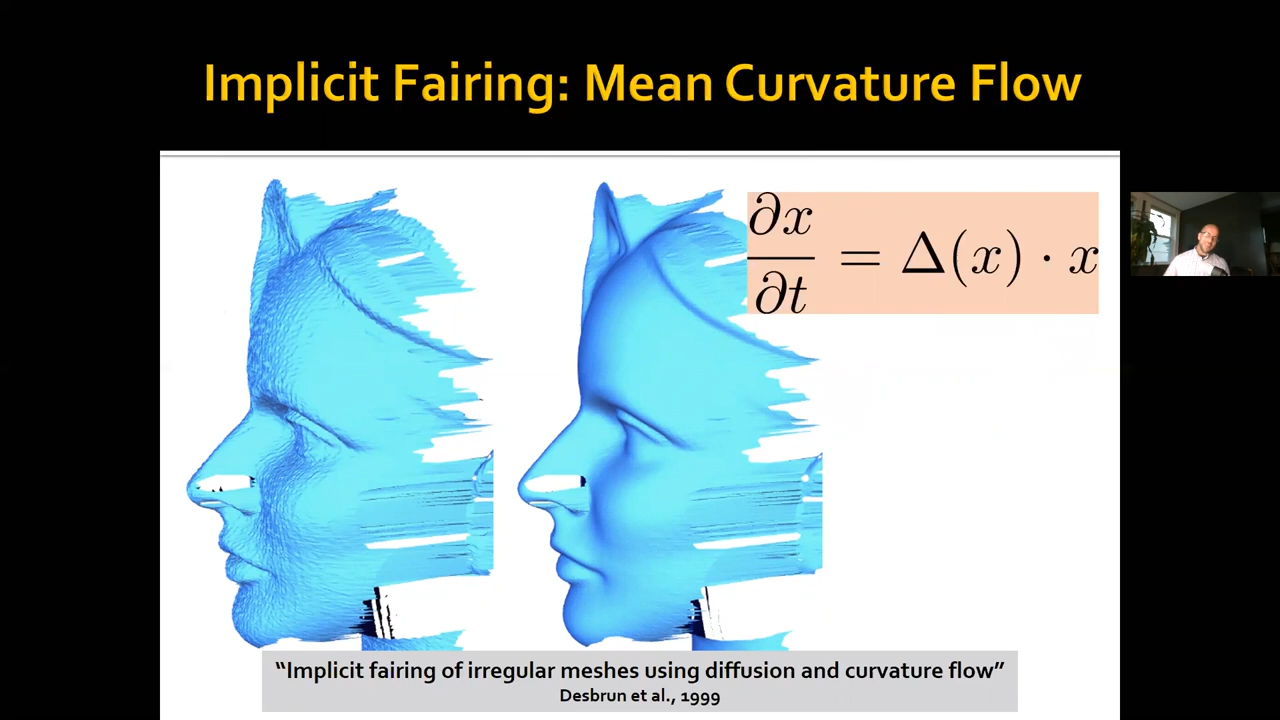 Implicit Fairing: Mean Curvature Flow
∂x/∂t = Δ(x) · x
“Implicit fairing of irregular meshes using diffusion and curvature flow”
Desbrun et al., 1999